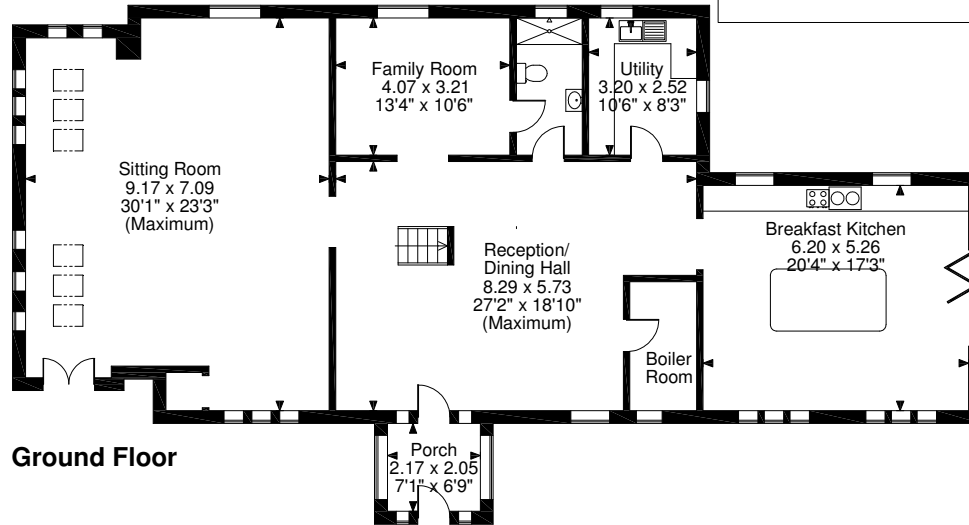 Family Room
4.07 x 3.21
13'4" x 10'6"
Utility
3.20 x 2.52
10'6" x 8'3"
Sitting Room
9.17 x 7.09
30'1" x 23'3"
(Maximum)
Reception/
Dining Hall
8.29 x 5.73
27'2" x 18'10"
(Maximum)
Breakfast Kitchen
6.20 x 5.26
20'4" x 17'3"
Boiler
Room
Porch
2.17 x 2.05
7'1" x 6'9"
Ground Floor